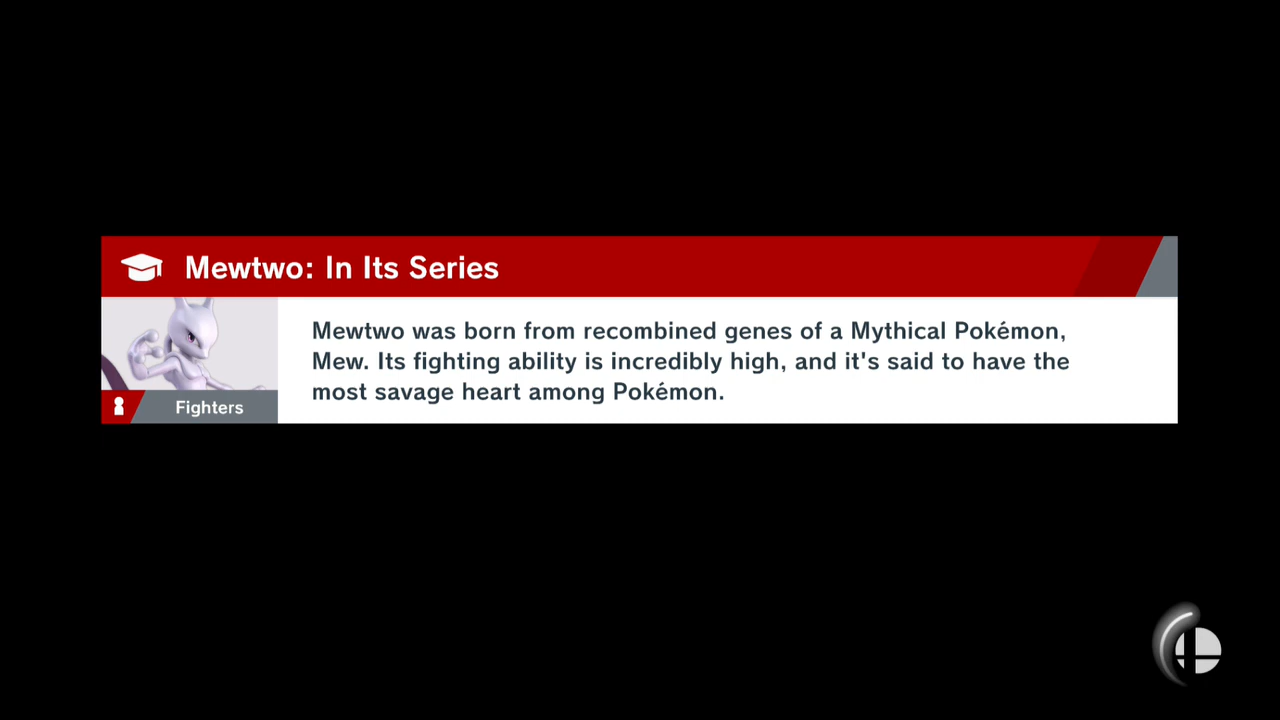 Mewtwo: In Its Series
Mewtwo was born from recombined genes of a Mythical Pokémon,
Mew. Its fighting ability is incredibly high, and it's said to have the
most savage heart among Pokémon.
Fighters